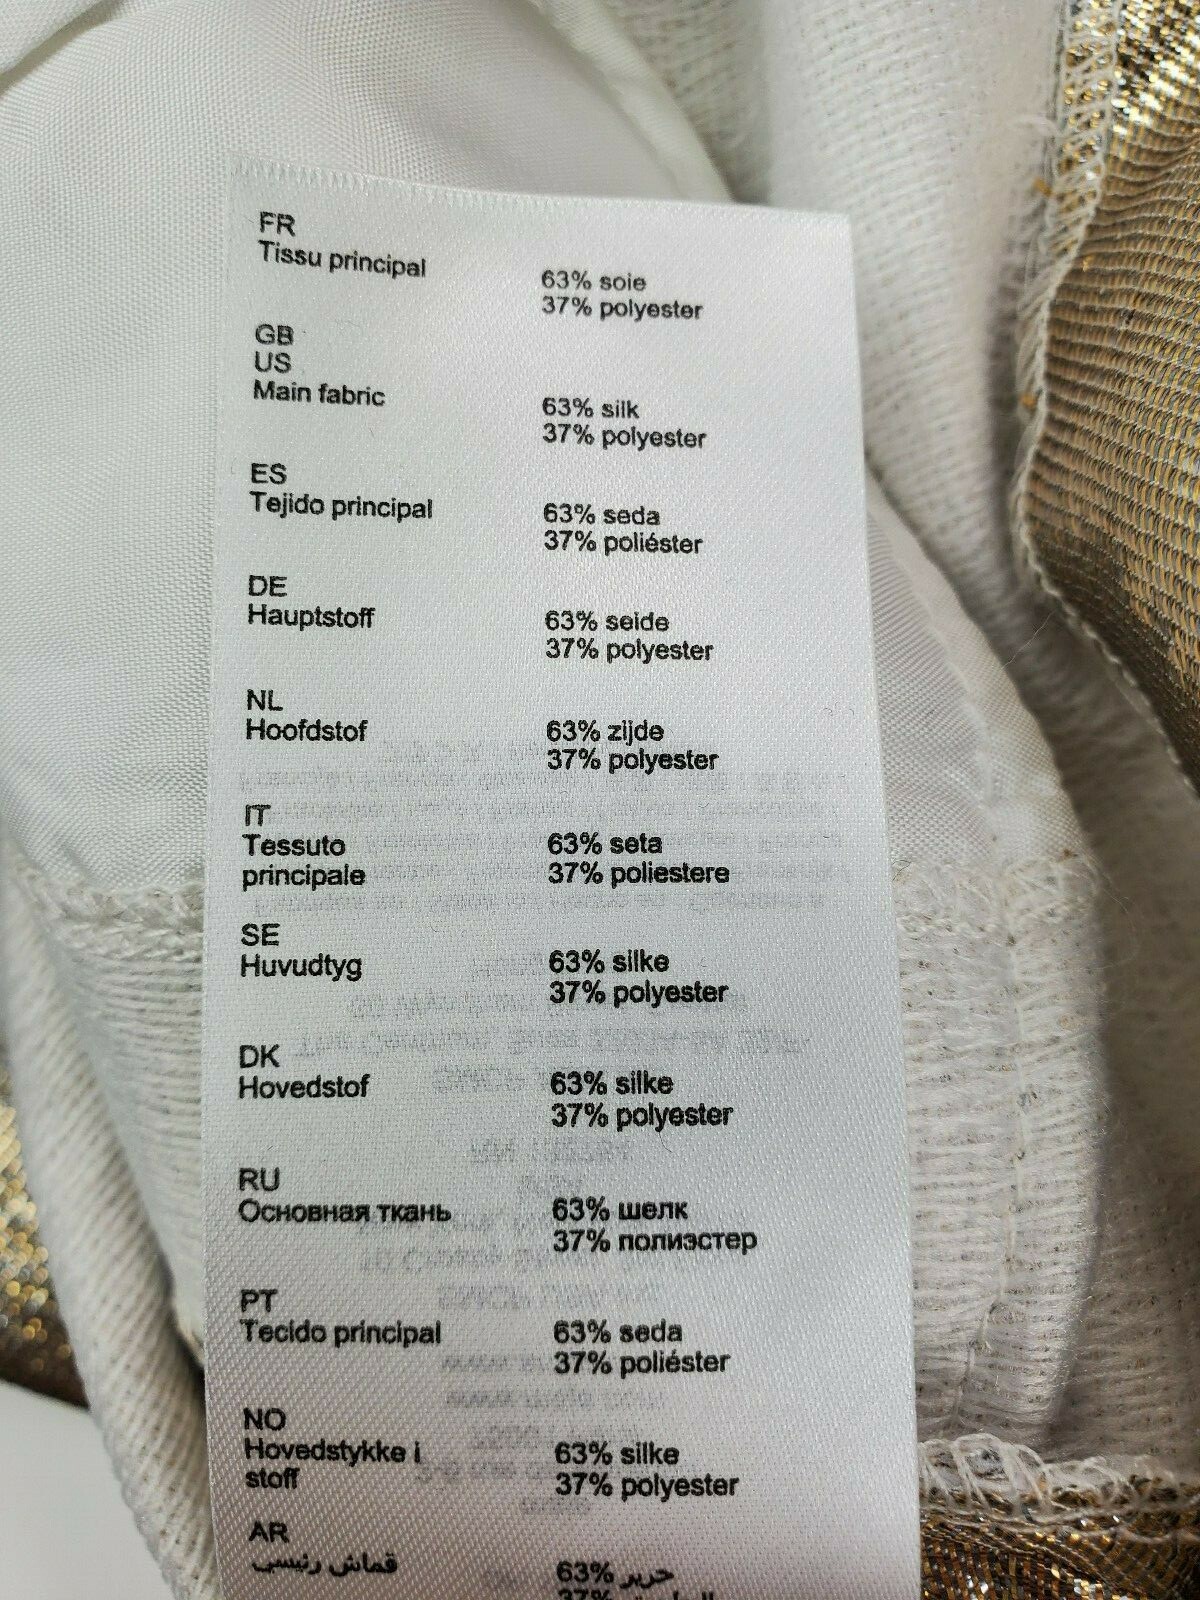 FR
Tissu principal
63% soie
37% polyester
GB
US
Main fabric
63% silk
37% polyester
ES
Tejido principal
63% seda
37% poliéster
DE
Hauptstoff
63% seide
37% polyester
NL
Hoofdstof
63% zijde
37% polyester
IT
Tessuto
principale
63% seta
37% poliestere
SE
Huvudtyg
63% silke
37% polyester
DK
Hovedstof
63% silke
37% polyester
RU
Основная ткань
63% шелк
37% полиэстер
PT
Tecido principal
63% seda
37% poliéster
NO
Hovedstykke i
stoff
63% silke
37% polyester
AR
قماش رئيسي
63% حرير
37%